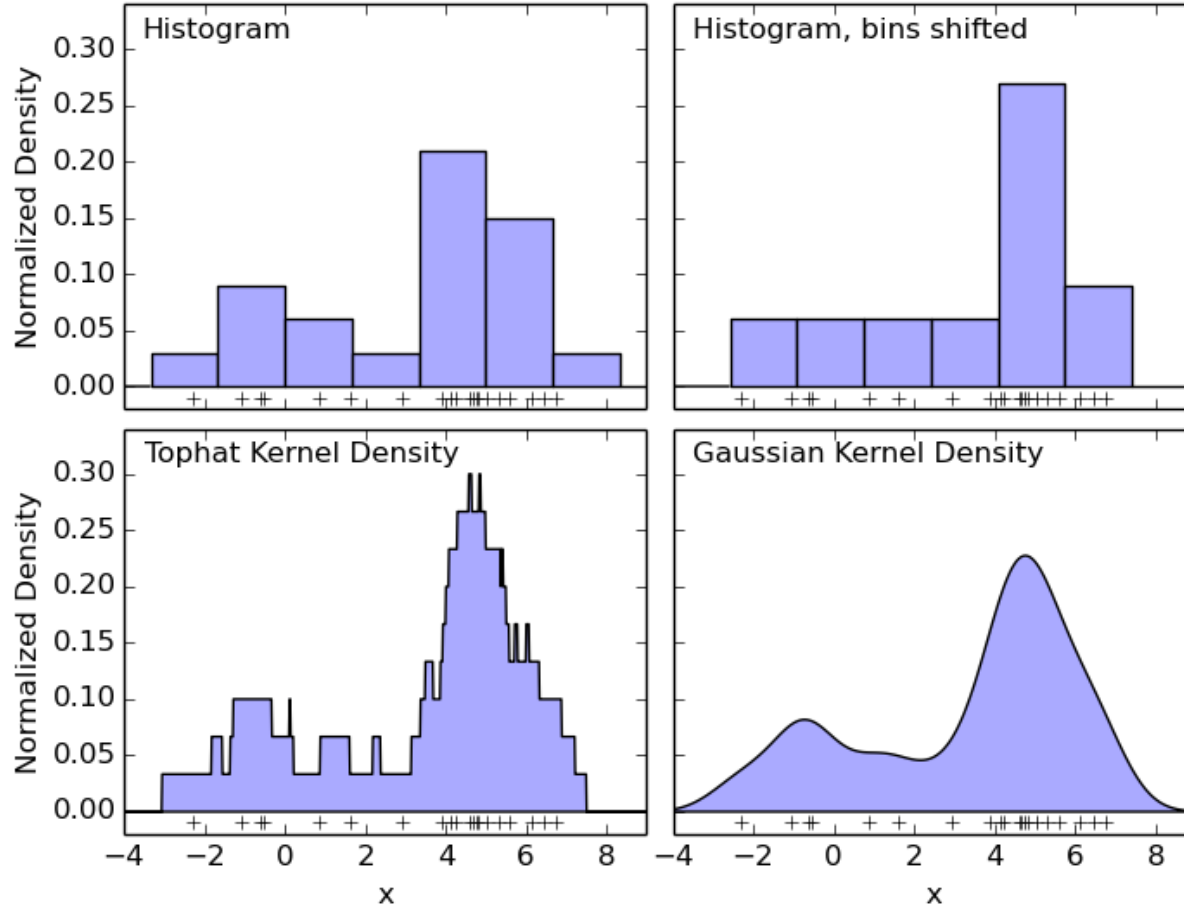 Histogram
Histogram, bins shifted
0.30
0.25
0.20
0.15
0.10
0.05
0.00
Normalized Density
Tophat Kernel Density
Gaussian Kernel Density
0.30
0.25
0.20
0.15
0.10
0.05
0.00
Normalized Density
−4 −2 0 2 4 6 8
−4 −2 0 2 4 6 8
x
x